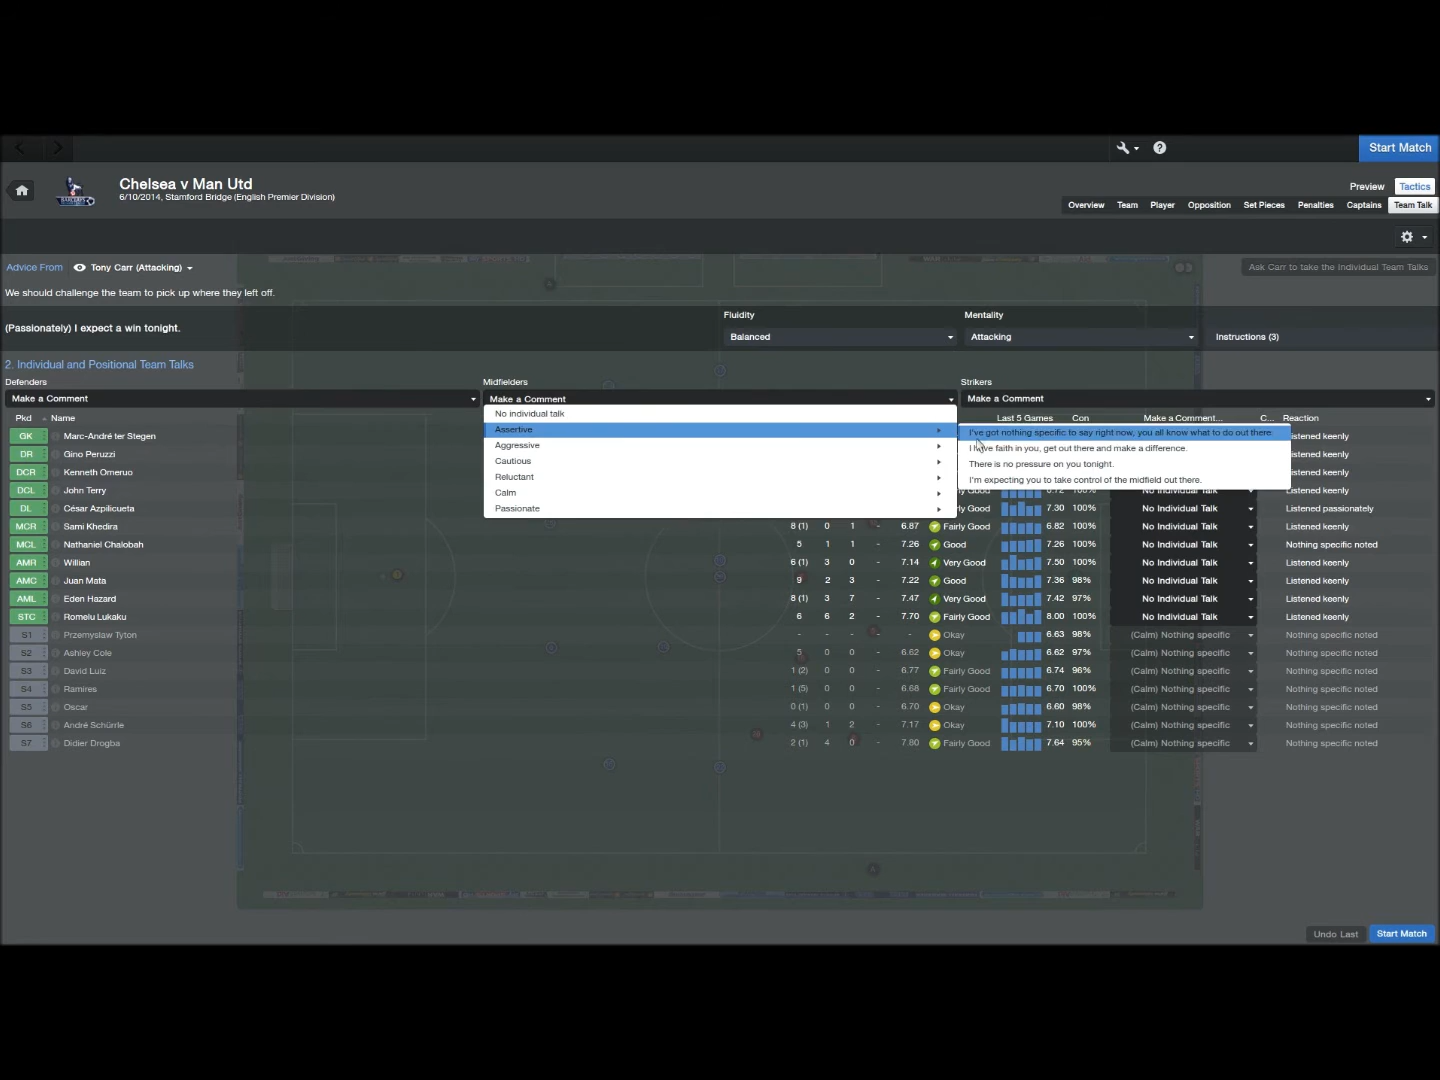 Start Match
Chelsea v Man Utd
6/10/2014, Stamford Bridge (English Premier Division)
Preview Tactics
Overview Team Player Opposition Set Pieces Penalties Captains Team Talk
Advice From Tony Carr (Attacking)
Ask Carr to take the Individual Team Talks
We should challenge the team to pick up where they left off.
Fluidity Mentality
(Passionately) I expect a win tonight.
Balanced Attacking Instructions (3)
2. Individual and Positional Team Talks
Defenders Midfielders Strikers
Make a Comment Make a Comment Make a Comment
No individual talk
Assertive
Aggressive
Cautious
Reluctant
Calm
Passionate
I've got nothing specific to say right now, you all know what to do out there
faith in you, get out there and make a difference.
There is no pressure on you tonight.
I'm expecting you to take control of the midfield out there.
Pkd Name Last 5 Games Con Make a Comment... C... Reaction
GK Marc-André ter Stegen istened keenly
DR Gino Peruzzi istened keenly
DCR Kenneth Omeruo istened keenly
DCL John Terry 6.72 100% No Individual Talk Listened keenly
DL César Azpilicueta Fairly Good 7.30 100% No Individual Talk Listened passionately
MCR Sami Khedira 8 (1) 0 1 - 6.87 Fairly Good 6.82 100% No Individual Talk Listened keenly
MCL Nathaniel Chalobah 5 1 1 - 7.26 Good 7.26 100% No Individual Talk Nothing specific noted
AMR Willian 6 (1) 3 0 - 7.14 Very Good 7.50 100% No Individual Talk Listened keenly
AMC Juan Mata 9 2 3 - 7.22 Good 7.36 98% No Individual Talk Listened keenly
AML Eden Hazard 8 (1) 3 7 - 7.47 Very Good 7.42 97% No Individual Talk Listened keenly
STC Romelu Lukaku 6 6 2 - 7.70 Fairly Good 8.00 100% No Individual Talk Listened keenly
S1 Przemyslaw Tyton - - - - - Okay 6.63 98% (Calm) Nothing specific Nothing specific noted
S2 Ashley Cole 5 0 0 - 6.62 Okay 6.62 97% (Calm) Nothing specific Nothing specific noted
S3 David Luiz 1 (2) 0 0 - 6.77 Fairly Good 6.74 96% (Calm) Nothing specific Nothing specific noted
S4 Ramires 1 (5) 0 0 - 6.68 Fairly Good 6.70 100% (Calm) Nothing specific Nothing specific noted
S5 Oscar 0 (1) 0 0 - 6.70 Okay 6.60 98% (Calm) Nothing specific Nothing specific noted
S6 André Schürrle 4 (3) 1 2 - 7.17 Okay 7.10 100% (Calm) Nothing specific Nothing specific noted
S7 Didier Drogba 2 (1) 4 0 - 7.80 Fairly Good 7.64 95% (Calm) Nothing specific Nothing specific noted
Undo Last Start Match